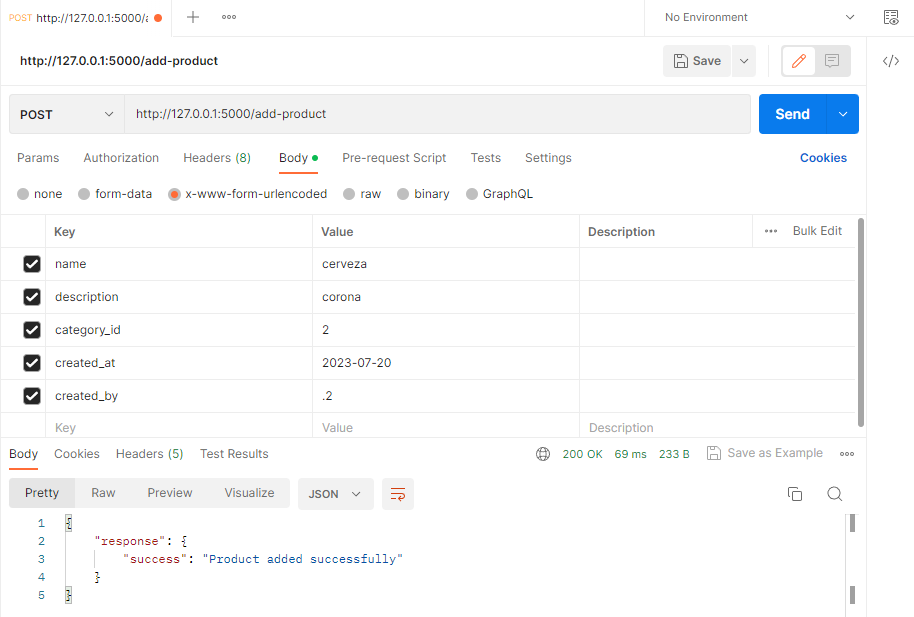 POST http://127.0.0.1:5000/a
No Environment
http://127.0.0.1:5000/add-product
Save
POST http://127.0.0.1:5000/add-product Send
Params Authorization Headers (8) Body Pre-request Script Tests Settings Cookies
none form-data x-www-form-urlencoded raw binary GraphQL
Key Value Description Bulk Edit
name cerveza
description corona
category_id 2
created_at 2023-07-20
created_by .2
Key Value Description
Body Cookies Headers (5) Test Results 200 OK 69 ms 233 B Save as Example
Pretty Raw Preview Visualize JSON
1 {
2 "response": {
3 "success": "Product added successfully"
4 }
5 }